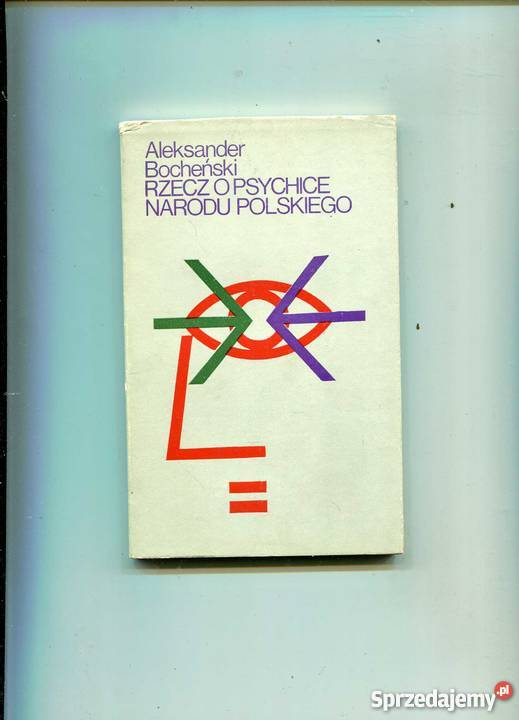 Aleksander
Bocheński
RZECZ O PSYCHICE
NARODU POLSKIEGO
Sprzedajemy.pl